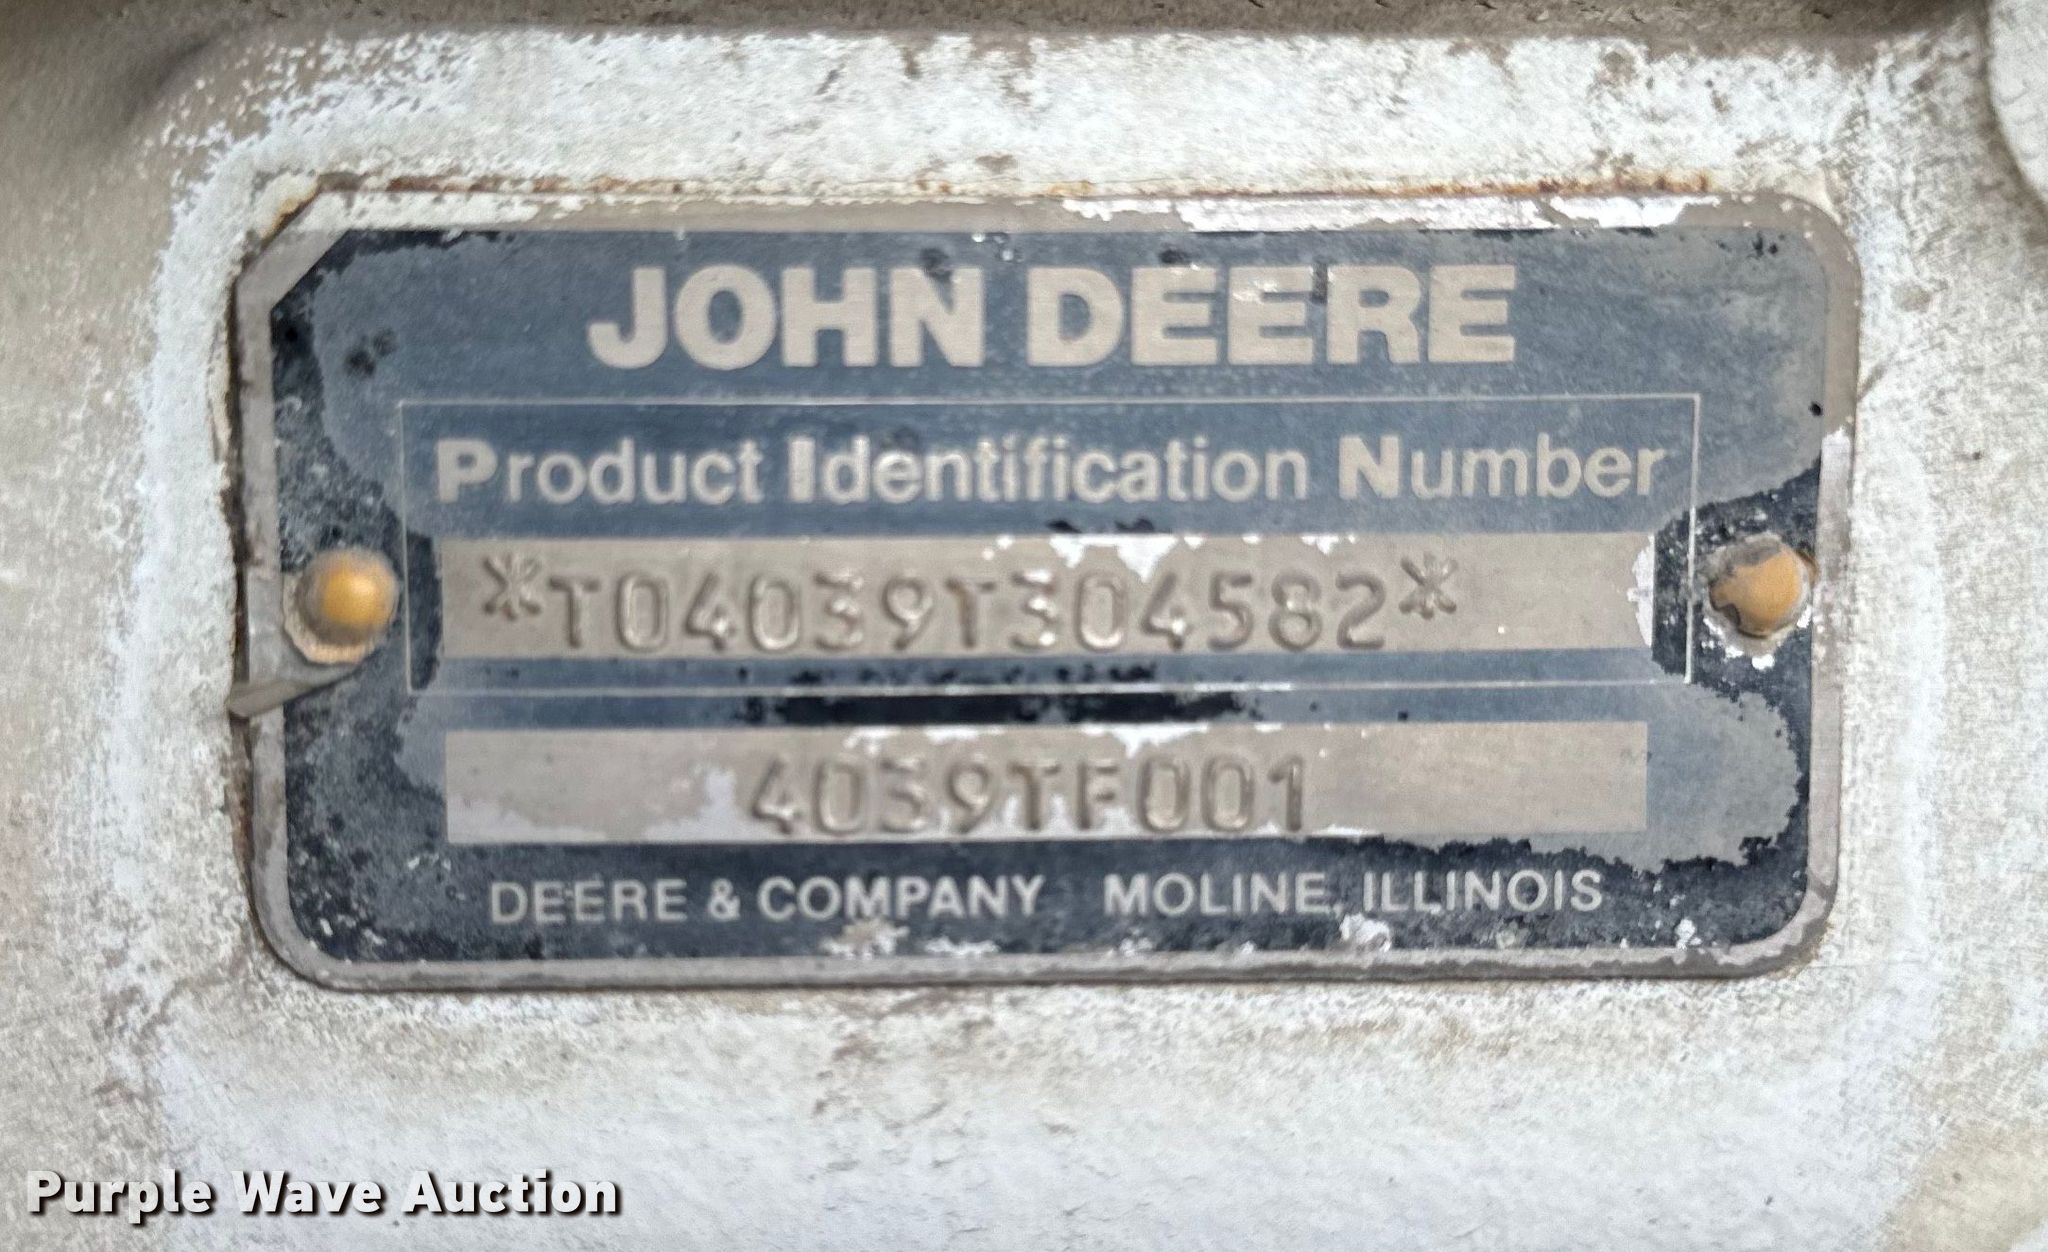 JOHN DEERE
Product Identification Number
*T04039T304582*
4039TF001
DEERE & COMPANY MOLINE, ILLINOIS
Purple Wave Auction